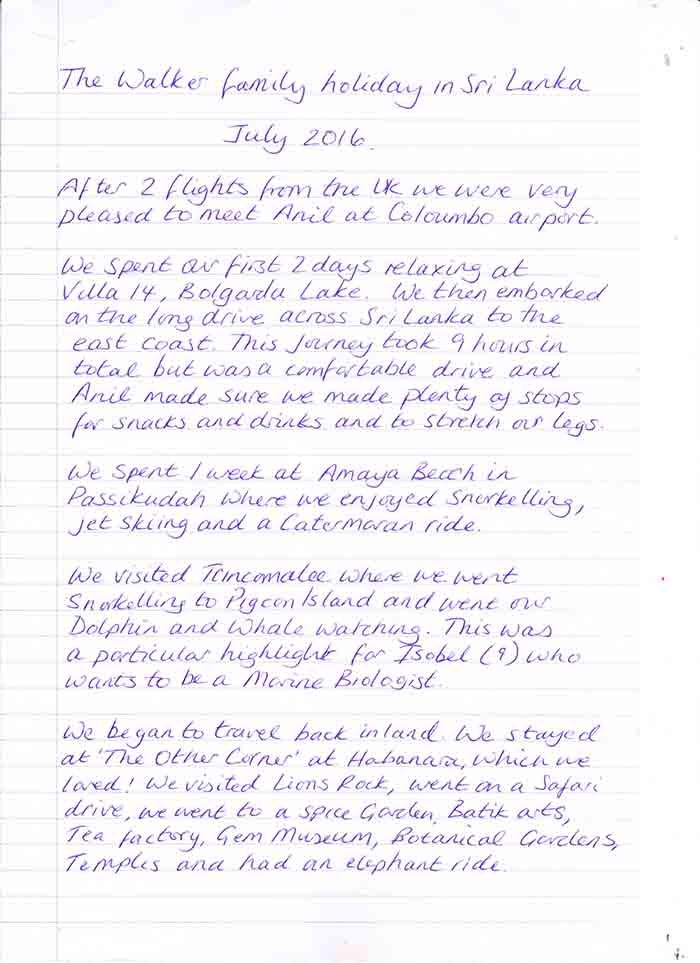 The Walker family holiday in Sri Lanka
July 2016.
After 2 flights from the UK we were very
pleased to meet Anil at Coloumbo airport.
We spent our first 2 days relaxing at
Villa 14, Bolgarda Lake. We then embarked
on the long drive across Sri Lanka to the
east coast. This journey took 9 hours in
total but was a comfortable drive and
Anil made sure we made plenty of stops
for snacks and drinks and to stretch our legs.
We spent 1 week at Amaya Beach in
Passikudah where we enjoyed Snorkelling,
jet skiing and a Catermaran ride.
We visited Trincomalee where we went
Snorkelling to Pigeon Island and went our
Dolphin and Whale watching. This was
a particular highlight for Isobel (9) who
wants to be a Marine Biologist.
We began to travel back inland. We stayed
at 'The Other Corner' at Habanara, which we
loved! We visited Lions Rock, went on a Safari
drive, we went to a spice Garden, Batik arts,
Tea factory, Gem Museum, Botanical Gardens,
Temples and had an elephant ride.